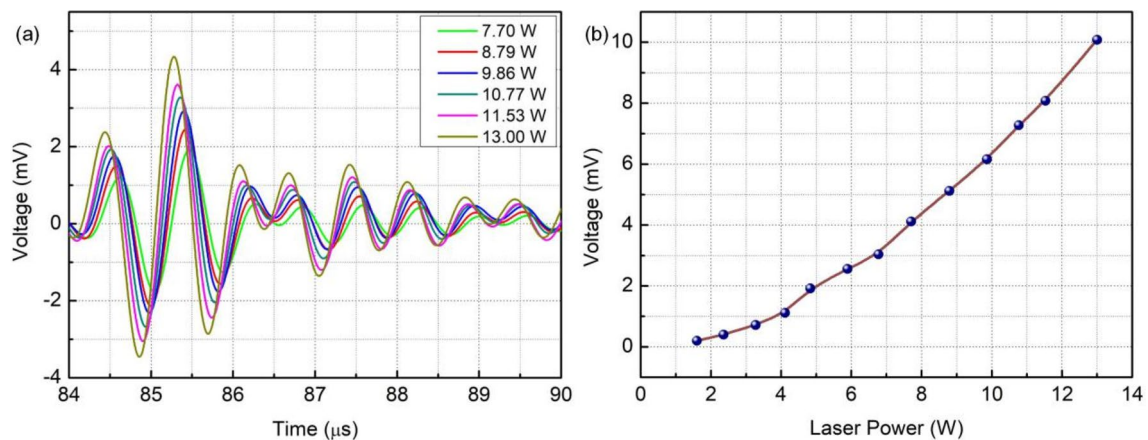 (a)
7.70 W
8.79 W
9.86 W
10.77 W
11.53 W
13.00 W
Voltage (mV)
4
2
0
-2
-4
84 85 86 87 88 89 90
Time (μs)
(b)
Voltage (mV)
10
8
6
4
2
0
0 2 4 6 8 10 12 14
Laser Power (W)